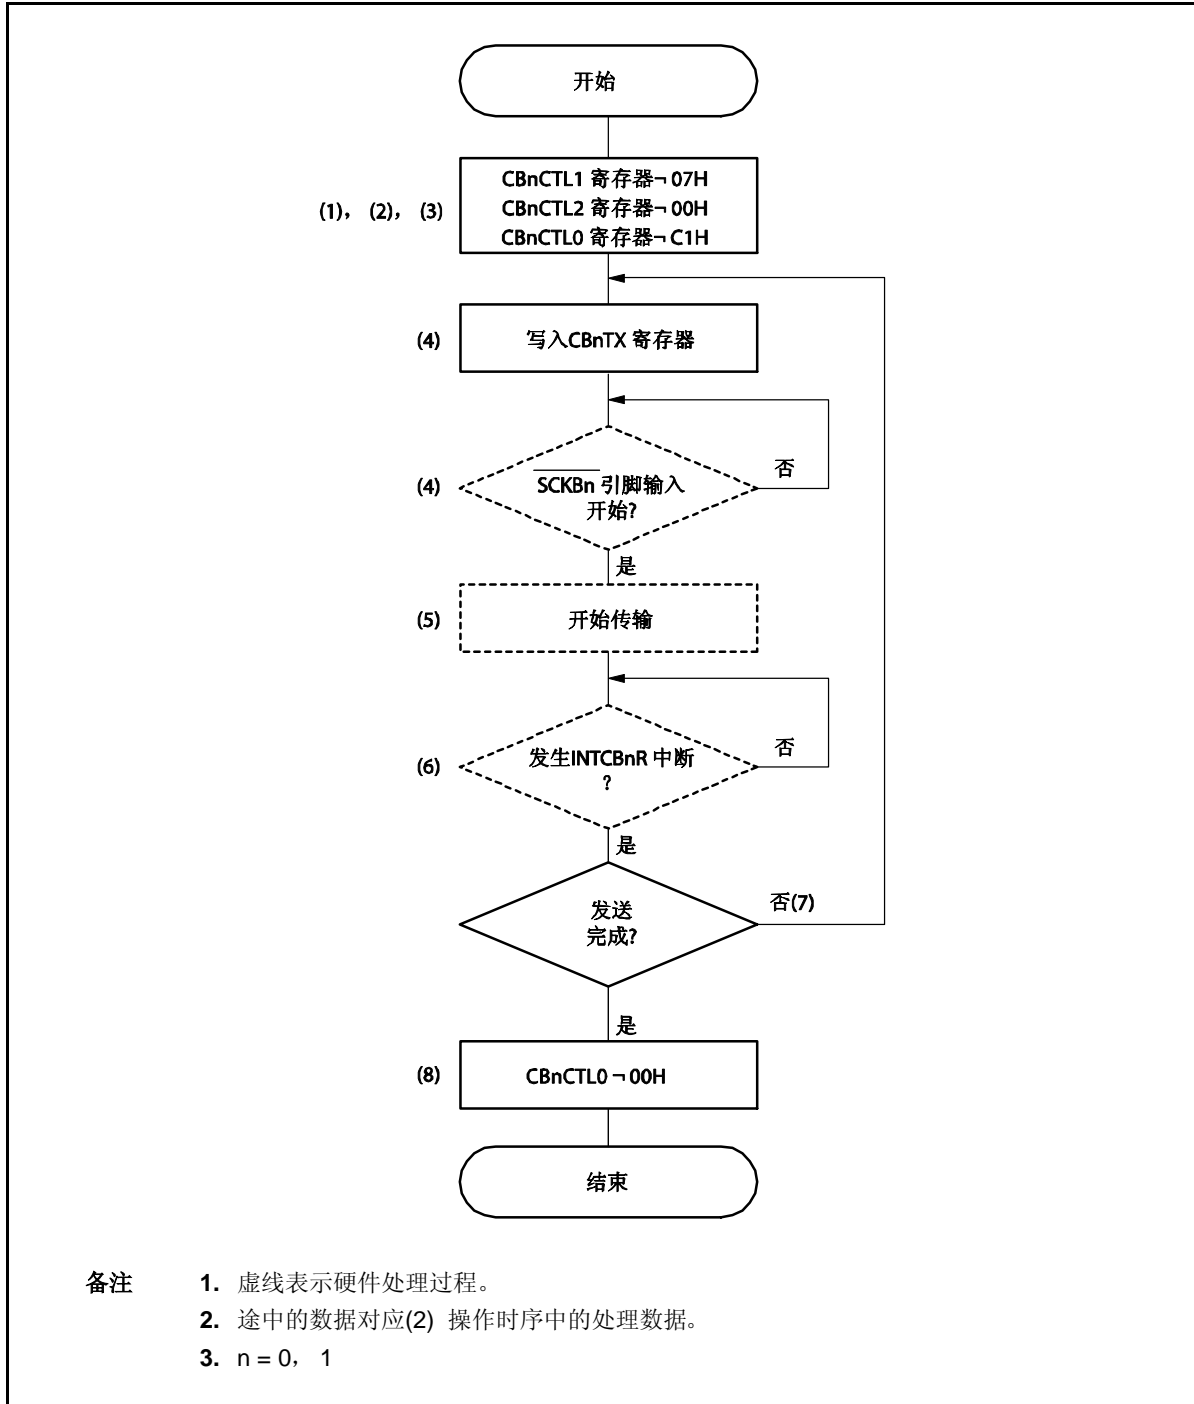 开始
CBnCTL1 寄存器¬ 07H
(1)， (2)， (3) CBnCTL2 寄存器¬ 00H
CBnCTL0 寄存器¬ C1H
(4) 写入CBnTX 寄存器
否
(4) SCKBn 引脚输入
开始?
是
(5) 开始传输
否
(6) 发生INTCBnR 中断
?
是
否(7)
发送
完成?
是
(8) CBnCTL0 ¬ 00H
结束
备注 1. 虚线表示硬件处理过程。
2. 途中的数据对应(2) 操作时序中的处理数据。
3. n = 0， 1